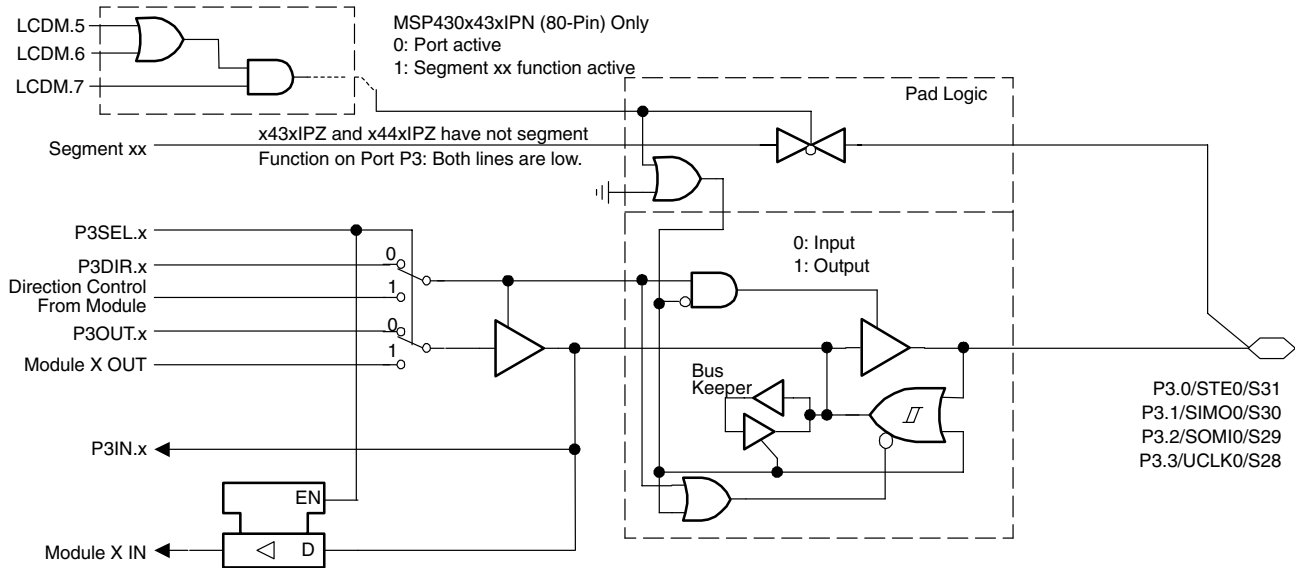 LCDM.5
LCDM.6
LCDM.7
MSP430x43xIPN (80-Pin) Only
0: Port active
1: Segment xx function active
Pad Logic
x43xIPZ and x44xIPZ have not segment
Function on Port P3: Both lines are low.
Segment xx
P3SEL.x
P3DIR.x
Direction Control
From Module
P3OUT.x
Module X OUT
0
1
0
1
0: Input
1: Output
Bus
Keeper
P3.0/STE0/S31
P3.1/SIMO0/S30
P3.2/SOMI0/S29
P3.3/UCLK0/S28
P3IN.x
EN
D
Module X IN